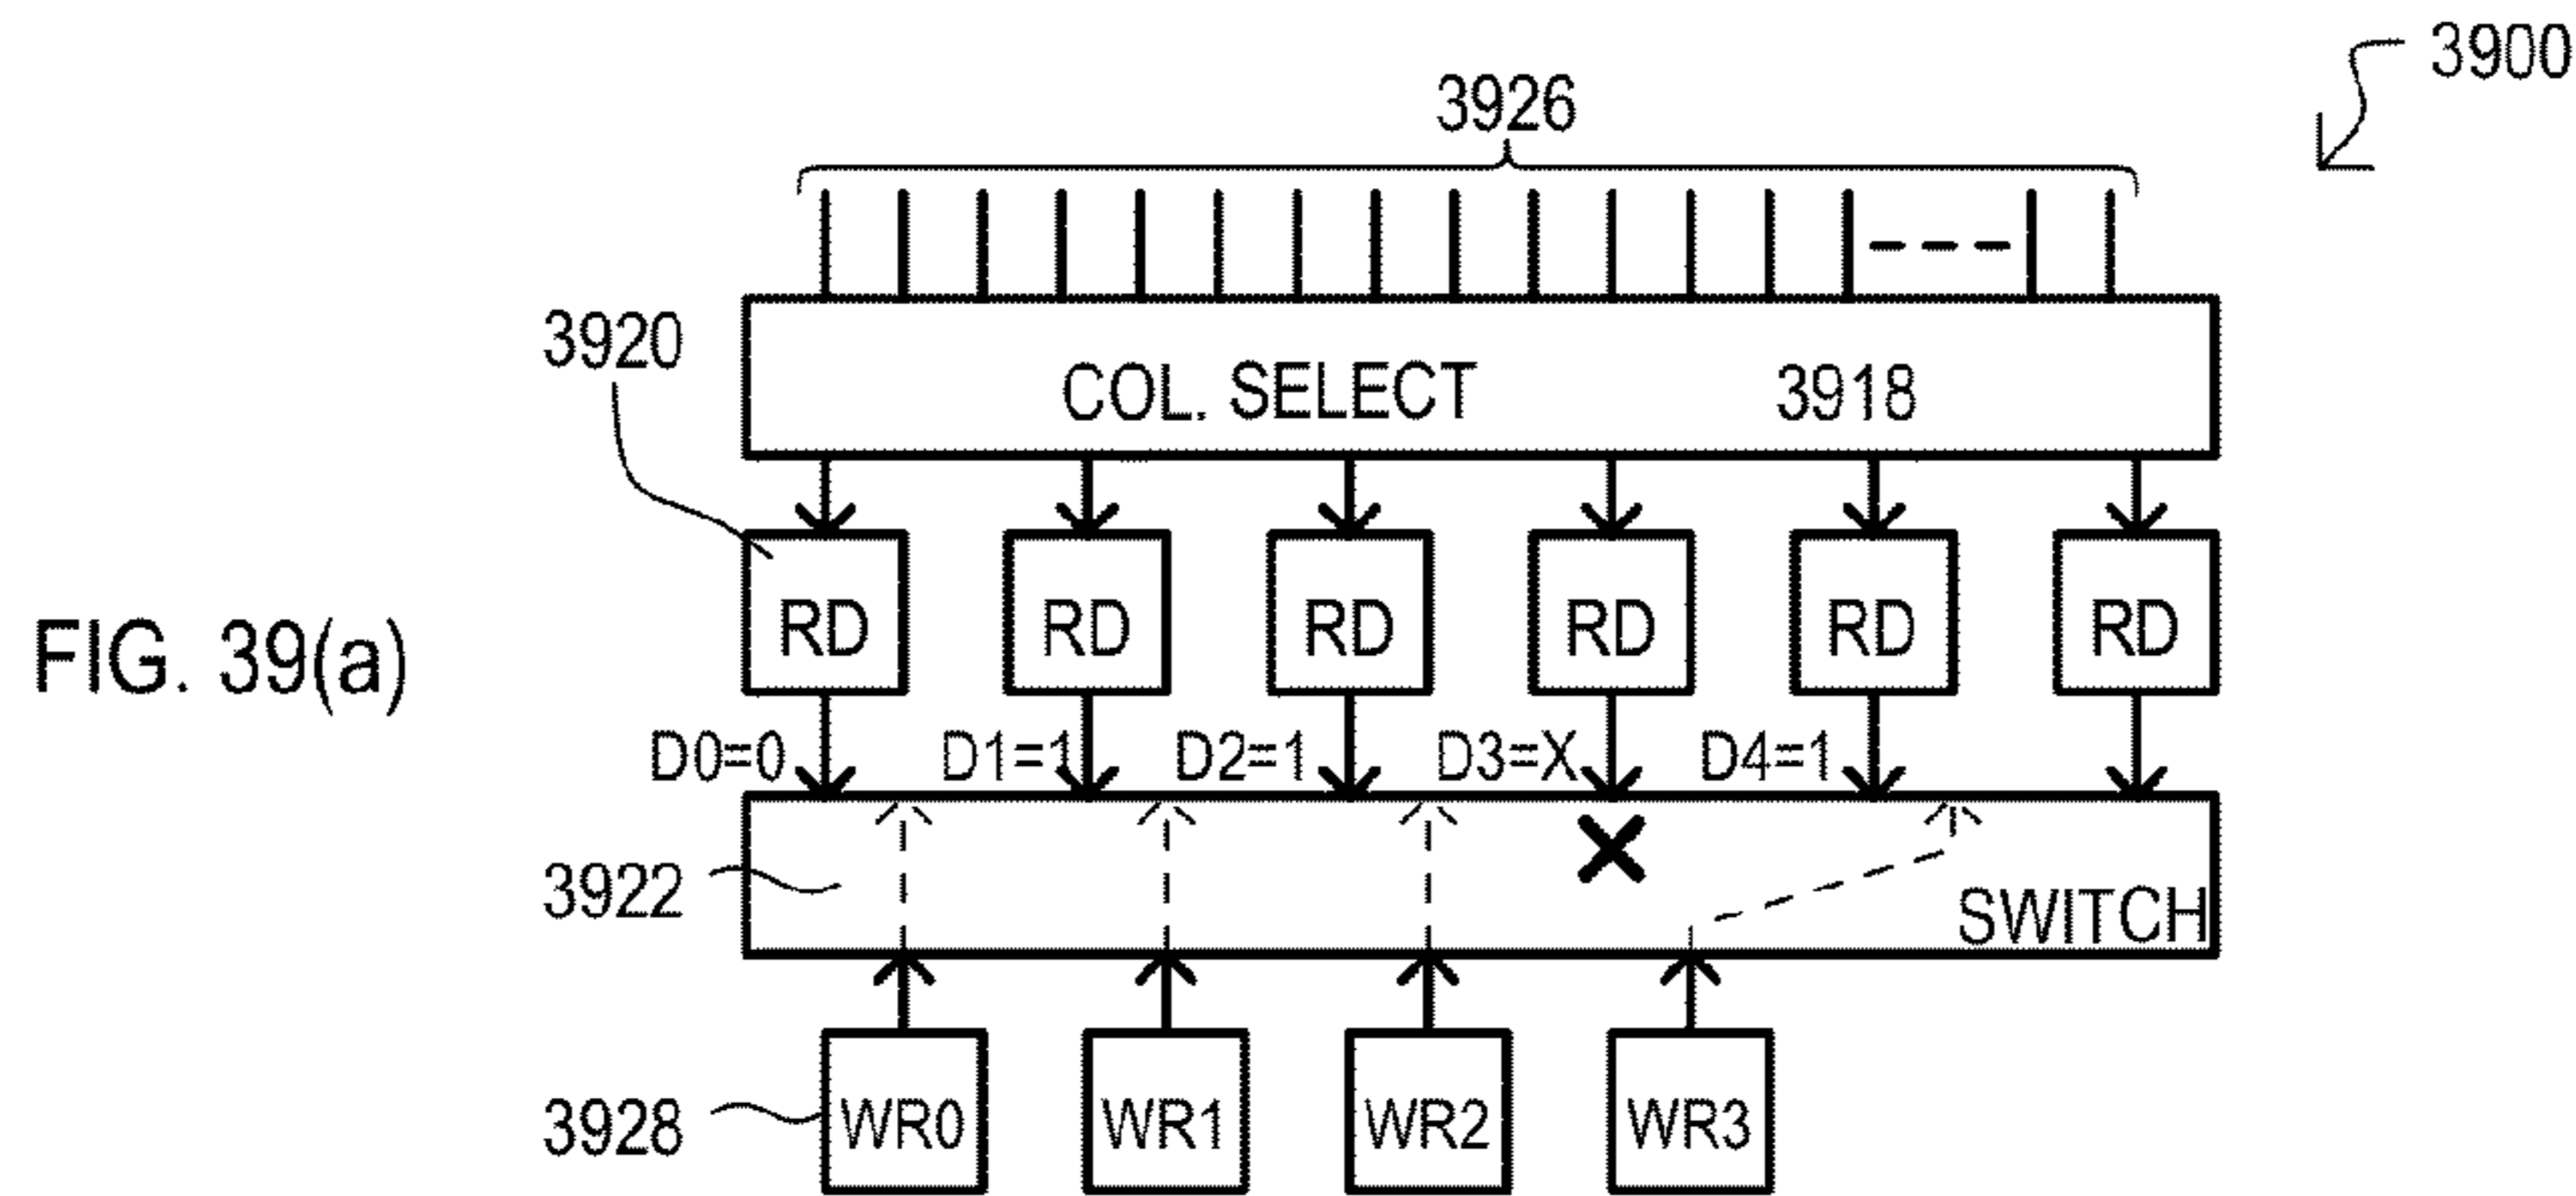 3900
3926
3920
COL. SELECT 3918
RD RD RD RD RD RD
FIG. 39(a)
D0=0 D1=1 D2=1 D3=X D4=1
3922
SWITCH
3928 WR0 WR1 WR2 WR3